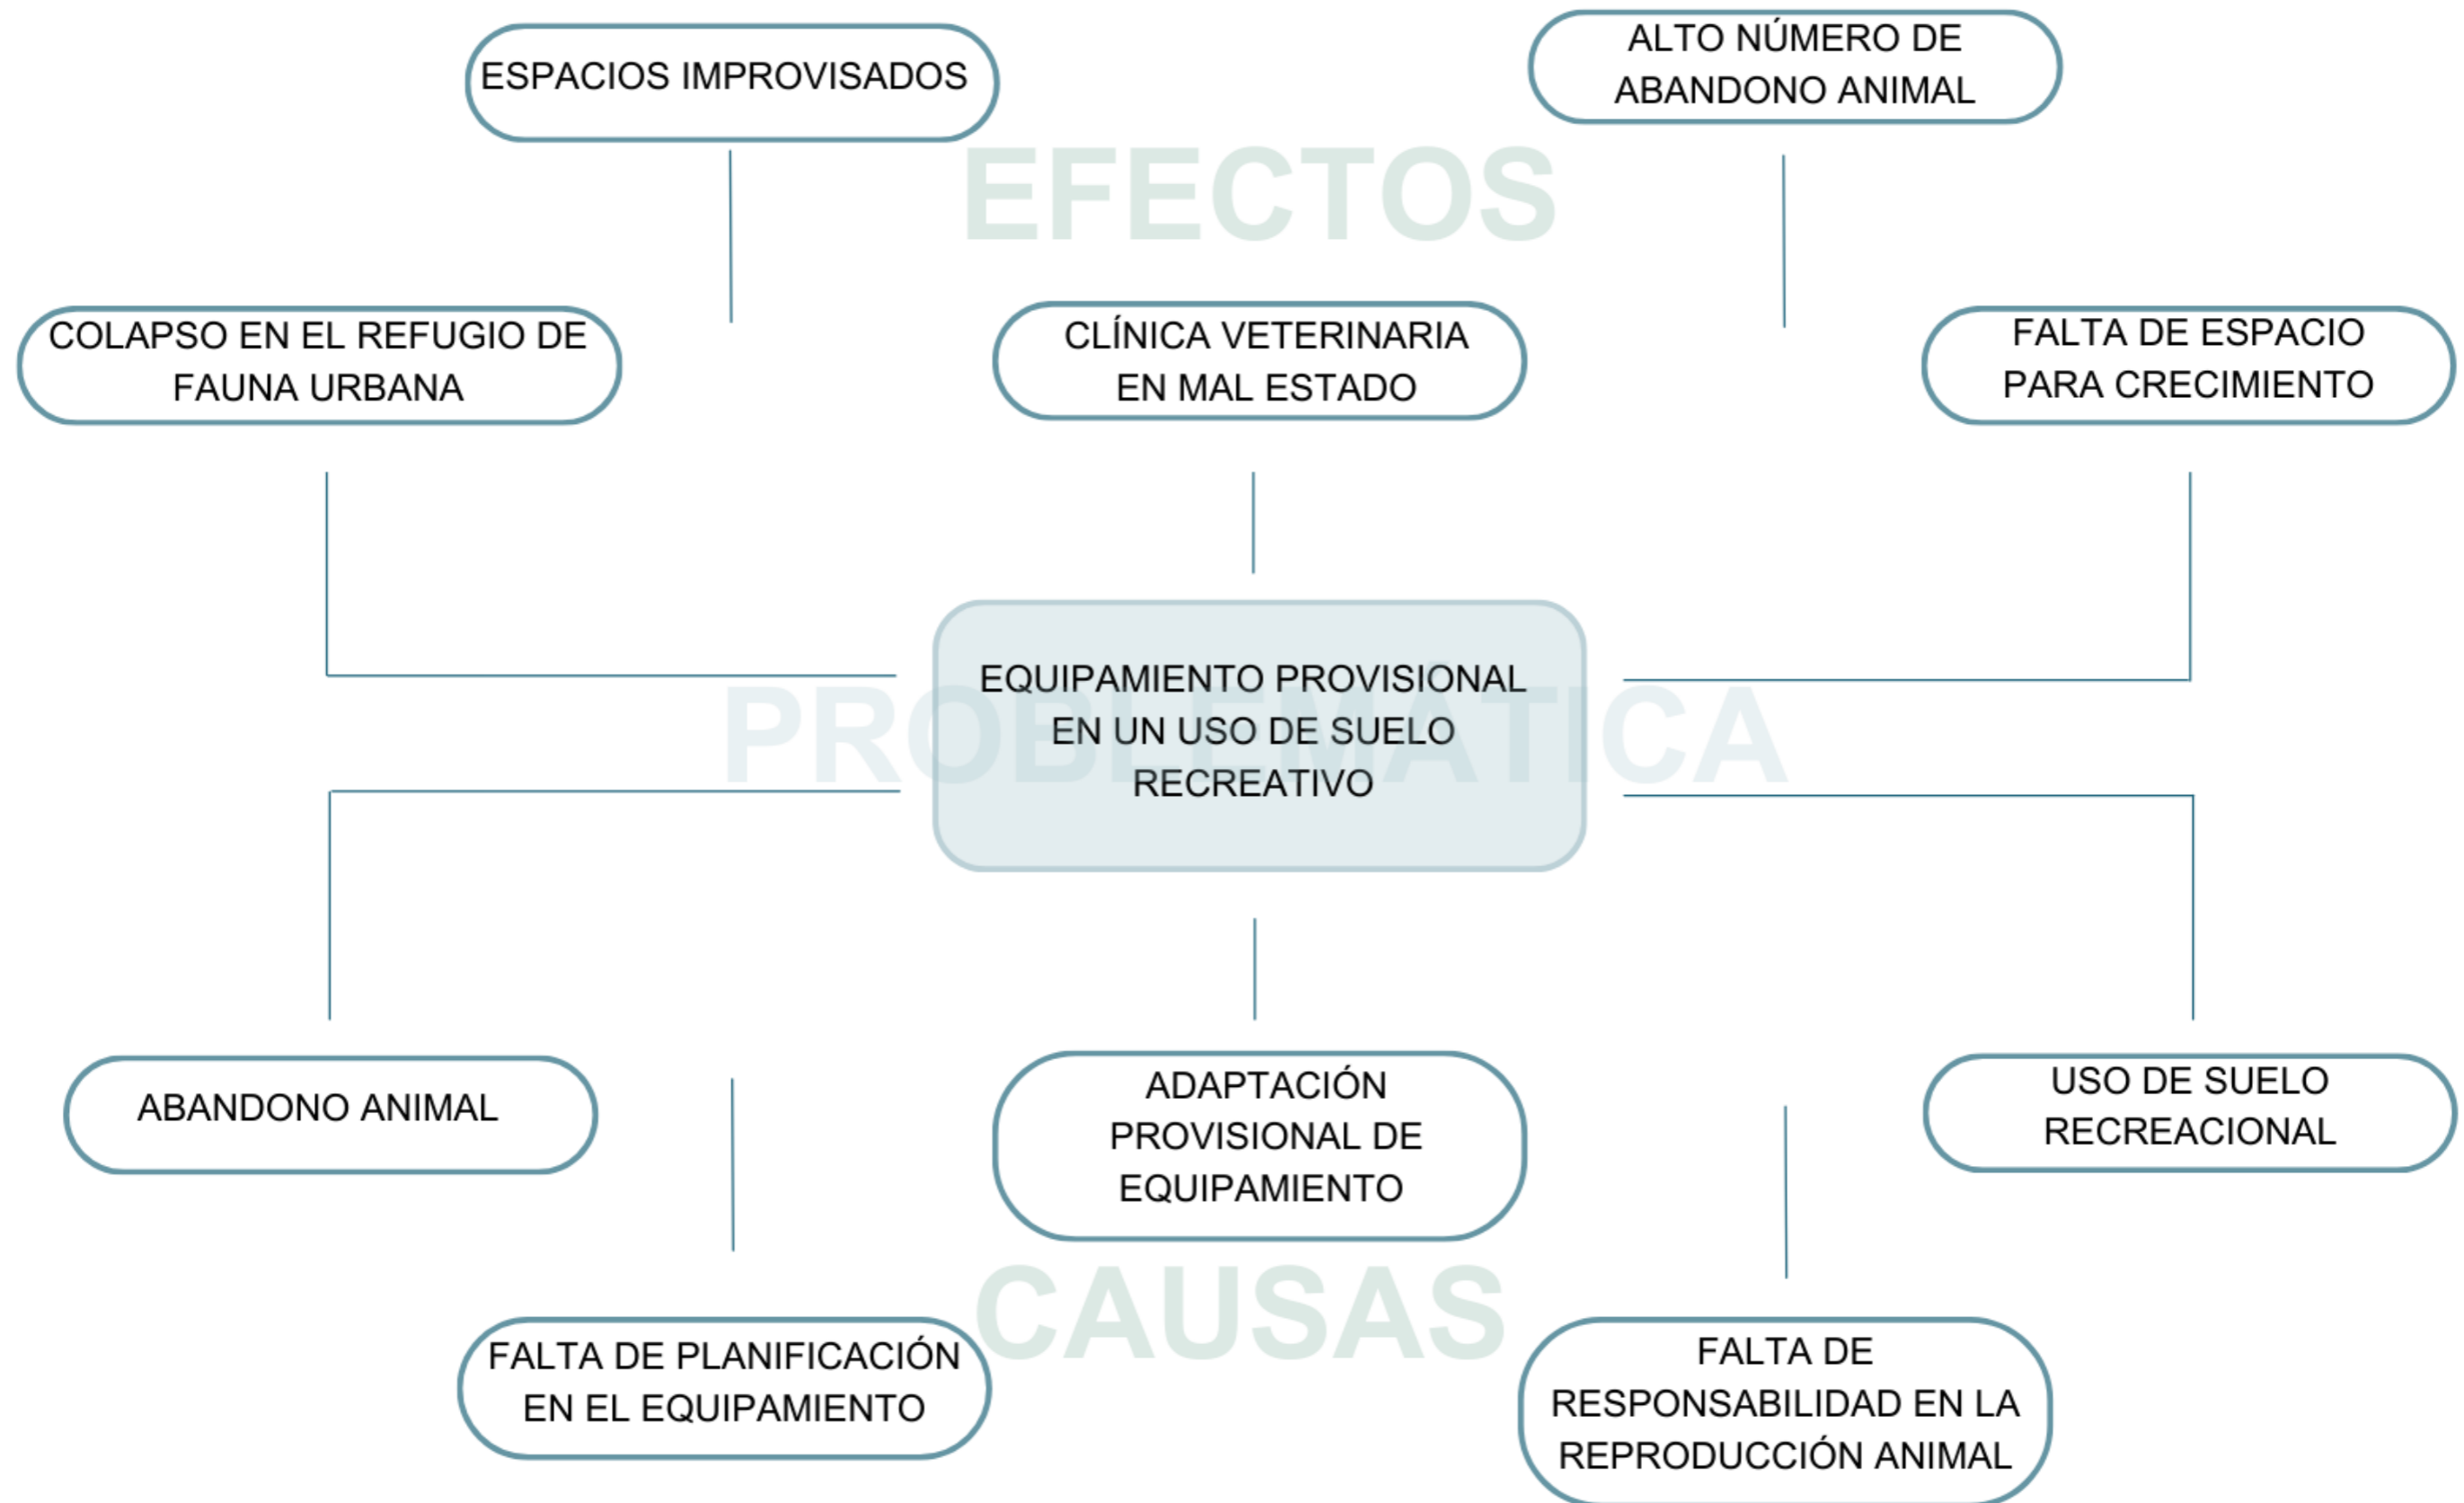 ESPACIOS IMPROVISADOS
ALTO NÚMERO DE
ABANDONO ANIMAL
EFECTOS
COLAPSO EN EL REFUGIO DE
FAUNA URBANA
CLÍNICA VETERINARIA
EN MAL ESTADO
FALTA DE ESPACIO
PARA CRECIMIENTO
EQUIPAMIENTO PROVISIONAL
EN UN USO DE SUELO
RECREATIVO
PROBLEMÁTICA
ABANDONO ANIMAL
ADAPTACIÓN
PROVISIONAL DE
EQUIPAMIENTO
USO DE SUELO
RECREACIONAL
CAUSAS
FALTA DE PLANIFICACIÓN
EN EL EQUIPAMIENTO
FALTA DE
RESPONSABILIDAD EN LA
REPRODUCCIÓN ANIMAL